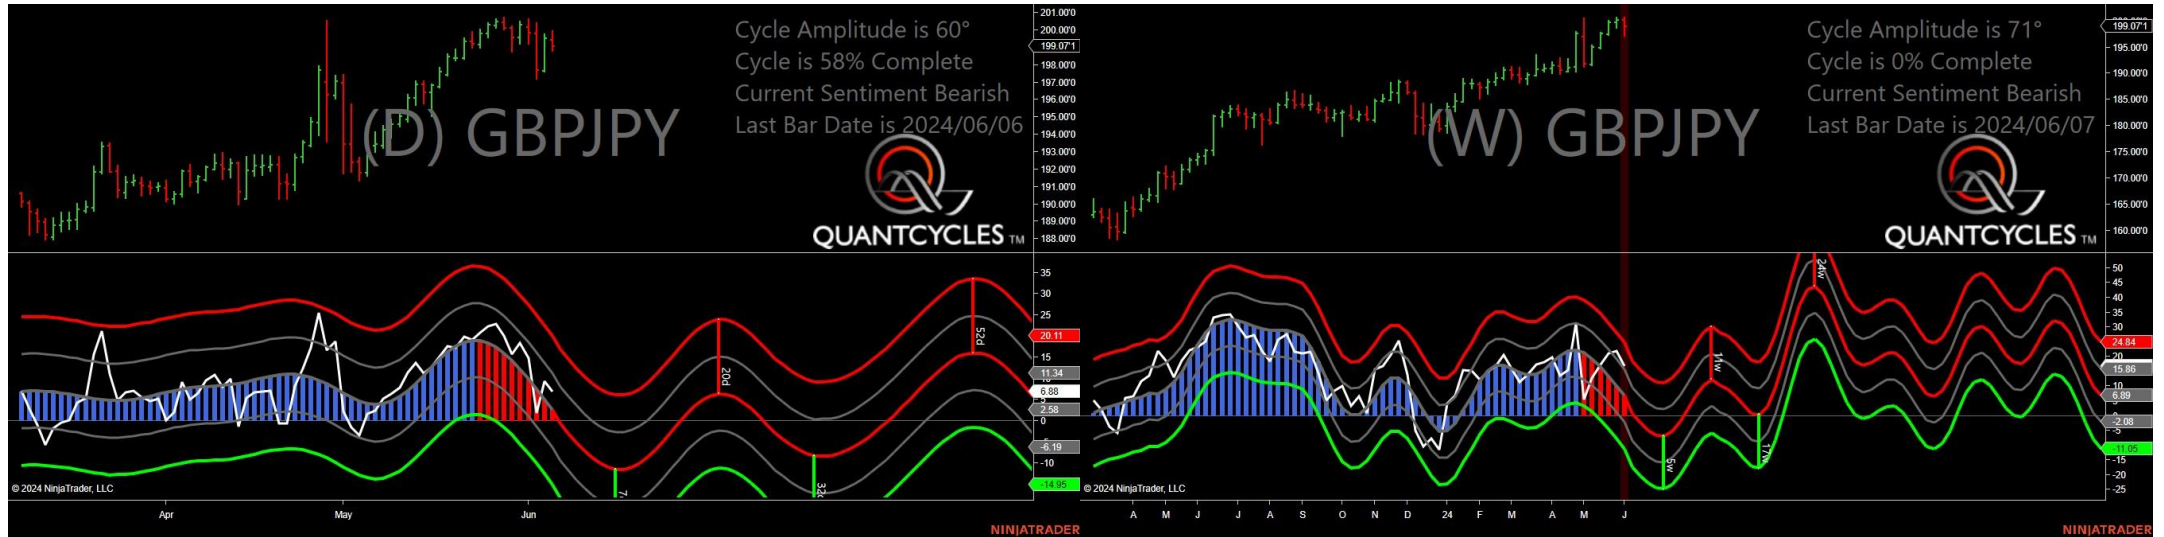 Cycle Amplitude is 60°
Cycle is 58% Complete
Current Sentiment Bearish
Last Bar Date is 2024/06/06
(D) GBPJPY
QUANTCYCLES TM
201.00'0
200.00'0
199.07'1
198.00'0
197.00'0
196.00'0
195.00'0
194.00'0
193.00'0
192.00'0
191.00'0
190.00'0
189.00'0
188.00'0
35
30
25
20.11
15
11.34
6.88
5
2.58
0
-6.19
-10
-14.95
20d
52d
© 2024 NinjaTrader, LLC
Apr May Jun
NINJATRADER
Cycle Amplitude is 71°
Cycle is 0% Complete
Current Sentiment Bearish
Last Bar Date is 2024/06/07
(W) GBPJPY
QUANTCYCLES TM
199.07'1
195.00'0
190.00'0
185.00'0
180.00'0
175.00'0
170.00'0
165.00'0
160.00'0
50
45
40
35
30
24.84
20
15.86
10
6.89
-2.08
-5
-11.05
-15
-20
-25
5w
11w
17w
24w
© 2024 NinjaTrader, LLC
A M J J A S O N D 24 F M A M J
NINJATRADER